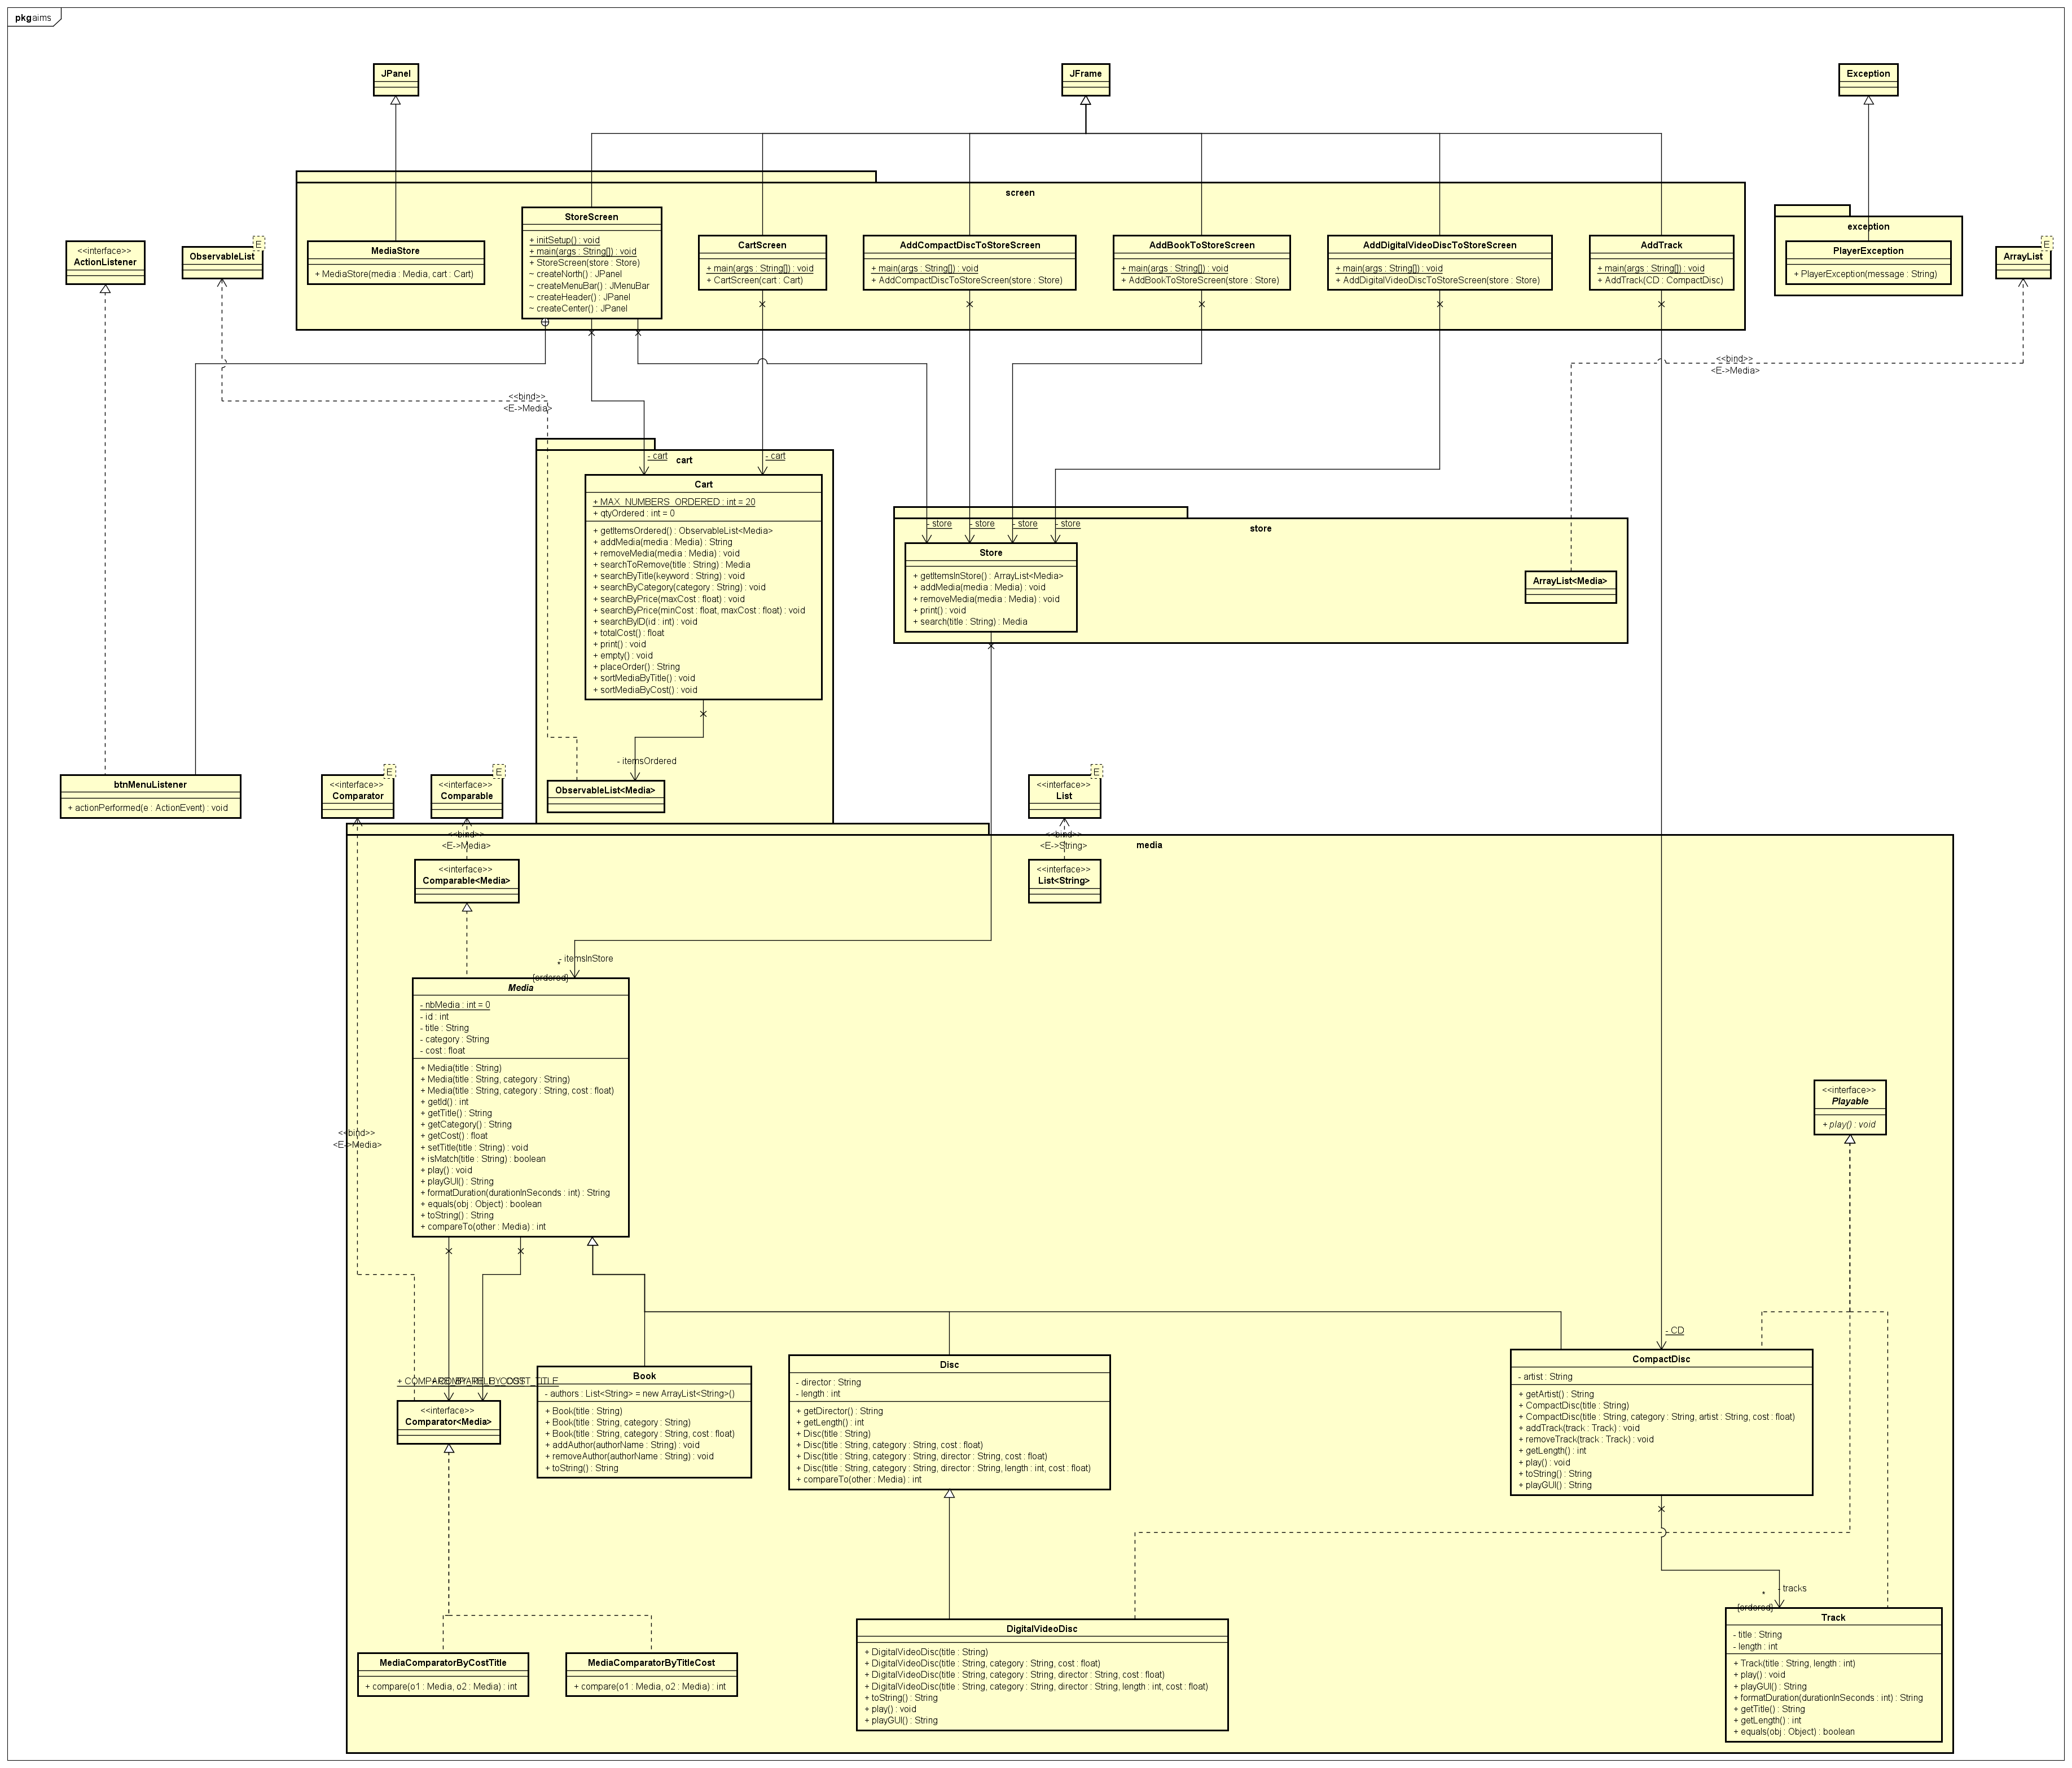 pkg aims
JPanel
JFrame
Exception
screen
exception
<<interface>>
ActionListener
ObservableList
E
MediaStore
+ MediaStore(media : Media, cart : Cart)
StoreScreen
+ initSetup() : void
+ main(args : String[]) : void
+ StoreScreen(store : Store)
~ createNorth() : JPanel
~ createMenuBar() : JMenuBar
~ createHeader() : JPanel
~ createCenter() : JPanel
CartScreen
+ main(args : String[]) : void
+ CartScreen(cart : Cart)
AddCompactDiscToStoreScreen
+ main(args : String[]) : void
+ AddCompactDiscToStoreScreen(store : Store)
AddBookToStoreScreen
+ main(args : String[]) : void
+ AddBookToStoreScreen(store : Store)
AddDigitalVideoDiscToStoreScreen
+ main(args : String[]) : void
+ AddDigitalVideoDiscToStoreScreen(store : Store)
AddTrack
+ main(args : String[]) : void
+ AddTrack(CD : CompactDisc)
PlayerException
+ PlayerException(message : String)
ArrayList
E
<<bind>>
<E->Media>
<<bind>>
<E->Media>
cart
- cart
- cart
Cart
+ MAX_NUMBERS_ORDERED : int = 20
+ qtyOrdered : int = 0
+ getItemsOrdered() : ObservableList<Media>
+ addMedia(media : Media) : String
+ removeMedia(media : Media) : void
+ searchToRemove(title : String) : Media
+ searchByTitle(keyword : String) : void
+ searchByCategory(category : String) : void
+ searchByPrice(maxCost : float) : void
+ searchByPrice(minCost : float, maxCost : float) : void
+ searchByID(id : int) : void
+ totalCost() : float
+ print() : void
+ empty() : void
+ placeOrder() : String
+ sortMediaByTitle() : void
+ sortMediaByCost() : void
- itemsOrdered
ObservableList<Media>
store
- store
- store
- store
- store
Store
+ getItemsInStore() : ArrayList<Media>
+ addMedia(media : Media) : void
+ removeMedia(media : Media) : void
+ print() : void
+ search(title : String) : Media
ArrayList<Media>
btnMenuListener
+ actionPerformed(e : ActionEvent) : void
<<interface>>
Comparator
E
<<interface>>
Comparable
E
<<interface>>
List
E
media
<<bind>>
<E->Media>
<<interface>>
Comparable<Media>
<<bind>>
<E->String>
<<interface>>
List<String>
- itemsInStore
*
{ordered}
Media
- nbMedia : int = 0
- id : int
- title : String
- category : String
- cost : float
+ Media(title : String)
+ Media(title : String, category : String)
+ Media(title : String, category : String, cost : float)
+ getId() : int
+ getTitle() : String
+ getCategory() : String
+ getCost() : float
+ setTitle(title : String) : void
+ isMatch(title : String) : boolean
+ play() : void
+ playGUI() : String
+ formatDuration(durationInSeconds : int) : String
+ equals(obj : Object) : boolean
+ toString() : String
+ compareTo(other : Media) : int
<<bind>>
<E->Media>
<<interface>>
Playable
+ play() : void
<<interface>>
Comparator<Media>
Book
- authors : List<String> = new ArrayList<String>()
+ Book(title : String)
+ Book(title : String, category : String)
+ Book(title : String, category : String, cost : float)
+ addAuthor(authorName : String) : void
+ removeAuthor(authorName : String) : void
+ toString() : String
Disc
- director : String
- length : int
+ getDirector() : String
+ getLength() : int
+ Disc(title : String)
+ Disc(title : String, category : String, cost : float)
+ Disc(title : String, category : String, director : String, cost : float)
+ Disc(title : String, category : String, director : String, length : int, cost : float)
+ compareTo(other : Media) : int
- CD
CompactDisc
- artist : String
+ getArtist() : String
+ CompactDisc(title : String)
+ CompactDisc(title : String, category : String, artist : String, cost : float)
+ addTrack(track : Track) : void
+ removeTrack(track : Track) : void
+ getLength() : int
+ play() : void
+ toString() : String
+ playGUI() : String
- tracks
*
{ordered}
MediaComparatorByCostTitle
+ compare(o1 : Media, o2 : Media) : int
MediaComparatorByTitleCost
+ compare(o1 : Media, o2 : Media) : int
DigitalVideoDisc
+ DigitalVideoDisc(title : String)
+ DigitalVideoDisc(title : String, category : String, cost : float)
+ DigitalVideoDisc(title : String, category : String, director : String, cost : float)
+ DigitalVideoDisc(title : String, category : String, director : String, length : int, cost : float)
+ toString() : String
+ play() : void
+ playGUI() : String
Track
- title : String
- length : int
+ Track(title : String, length : int)
+ play() : void
+ playGUI() : String
+ formatDuration(durationInSeconds : int) : String
+ getTitle() : String
+ getLength() : int
+ equals(obj : Object) : boolean